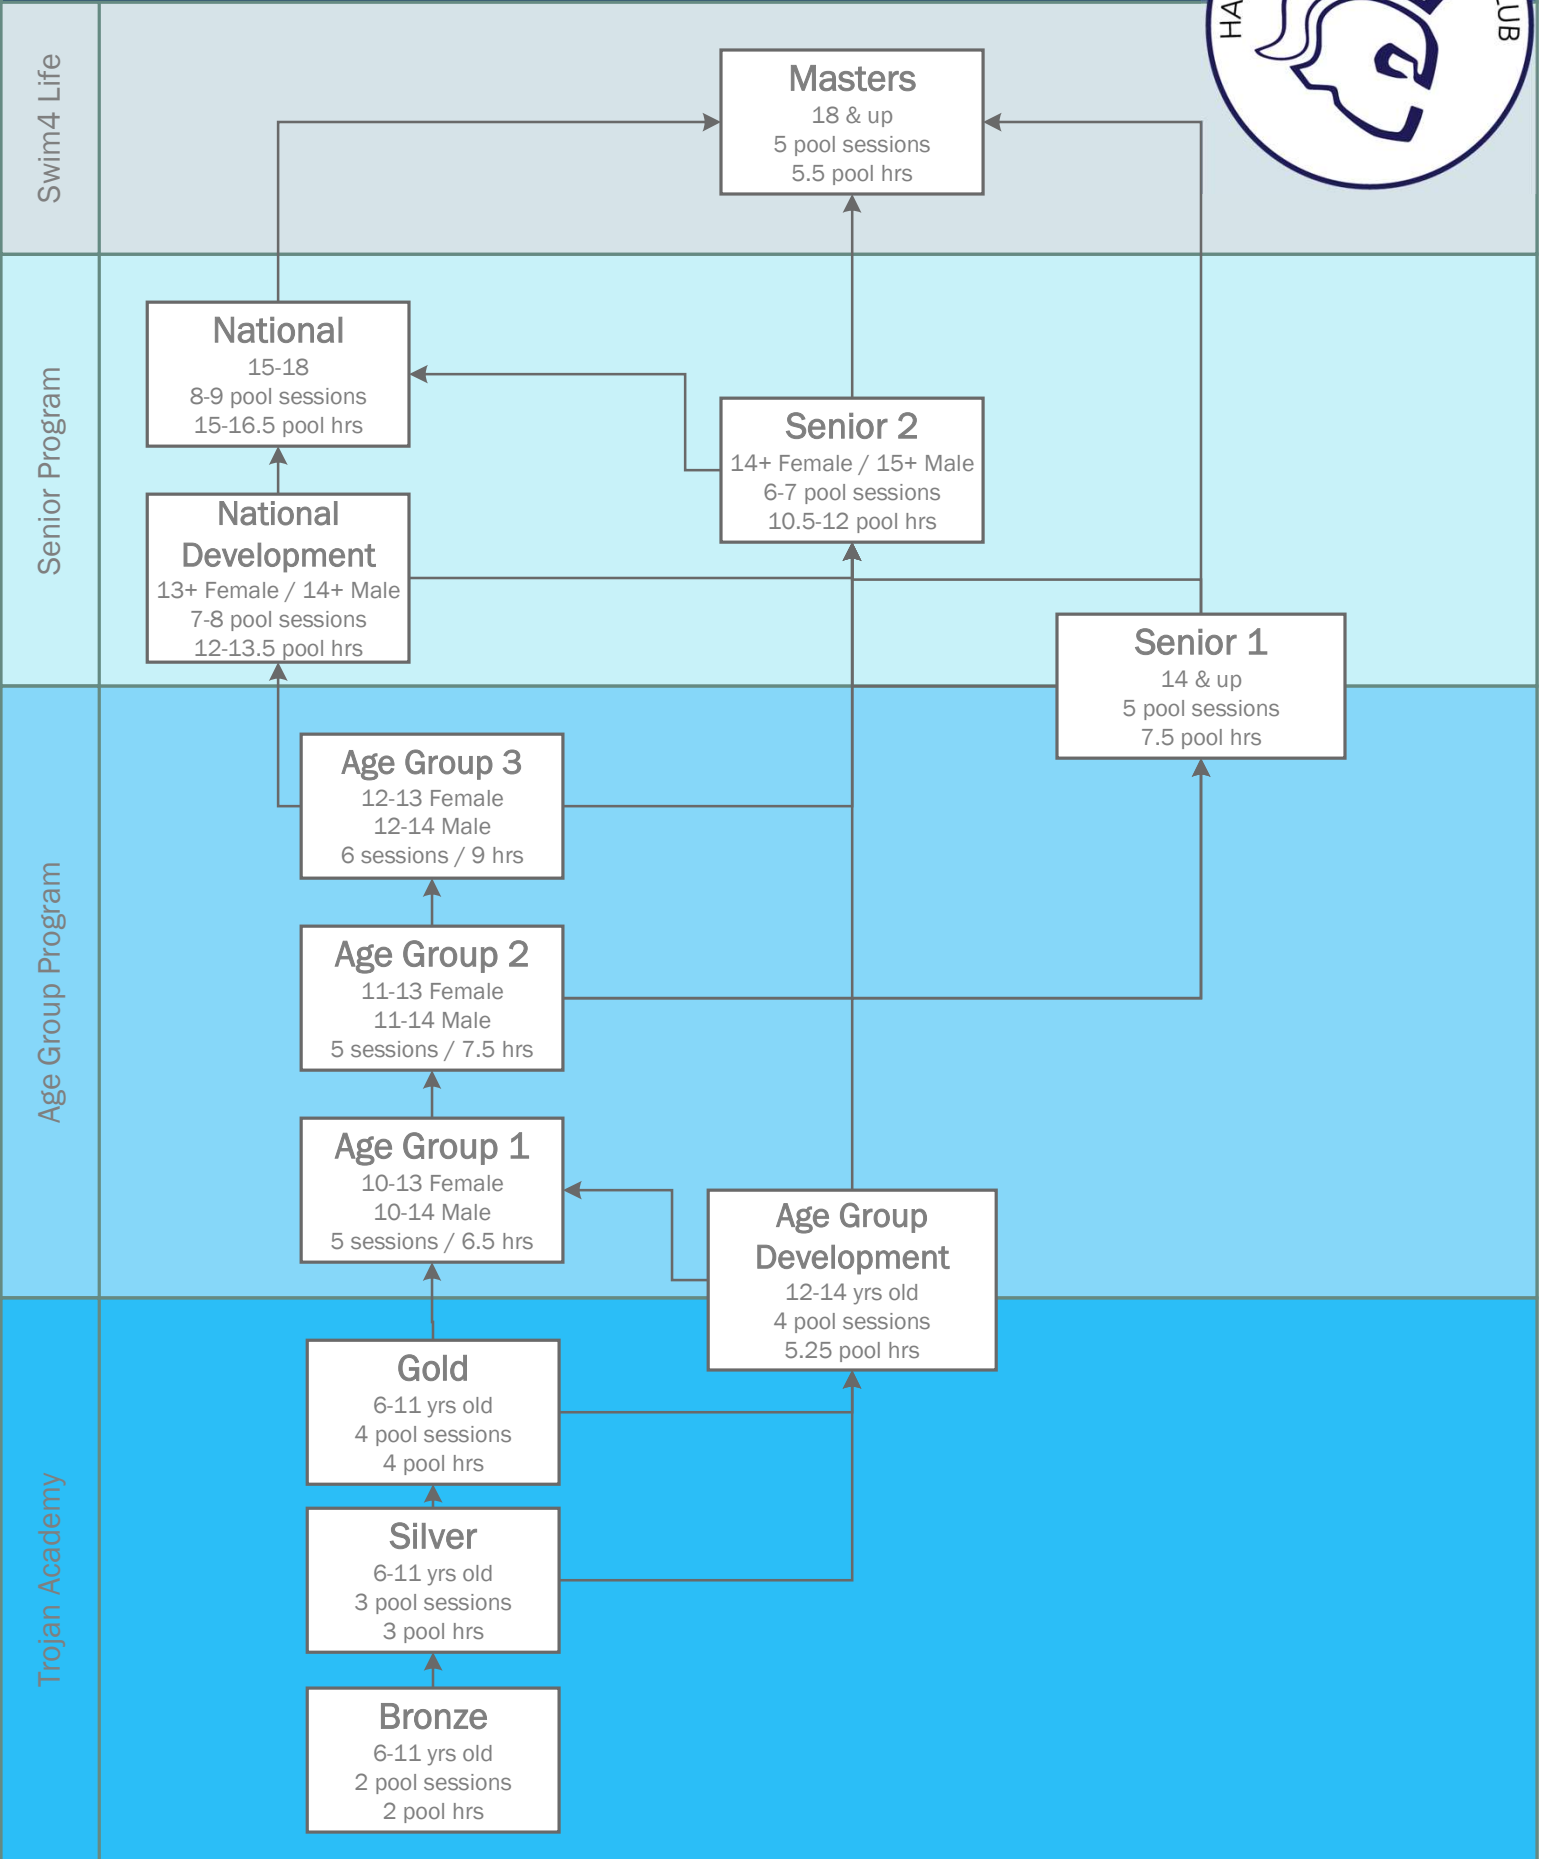 HA
LUB
Swim4 Life
Masters
18 & up
5 pool sessions
5.5 pool hrs
Senior Program
National
15-18
8-9 pool sessions
15-16.5 pool hrs
Senior 2
14+ Female / 15+ Male
6-7 pool sessions
10.5-12 pool hrs
National
Development
13+ Female / 14+ Male
7-8 pool sessions
12-13.5 pool hrs
Senior 1
14 & up
5 pool sessions
7.5 pool hrs
Age Group Program
Age Group 3
12-13 Female
12-14 Male
6 sessions / 9 hrs
Age Group 2
11-13 Female
11-14 Male
5 sessions / 7.5 hrs
Age Group 1
10-13 Female
10-14 Male
5 sessions / 6.5 hrs
Age Group
Development
12-14 yrs old
4 pool sessions
5.25 pool hrs
Trojan Academy
Gold
6-11 yrs old
4 pool sessions
4 pool hrs
Silver
6-11 yrs old
3 pool sessions
3 pool hrs
Bronze
6-11 yrs old
2 pool sessions
2 pool hrs